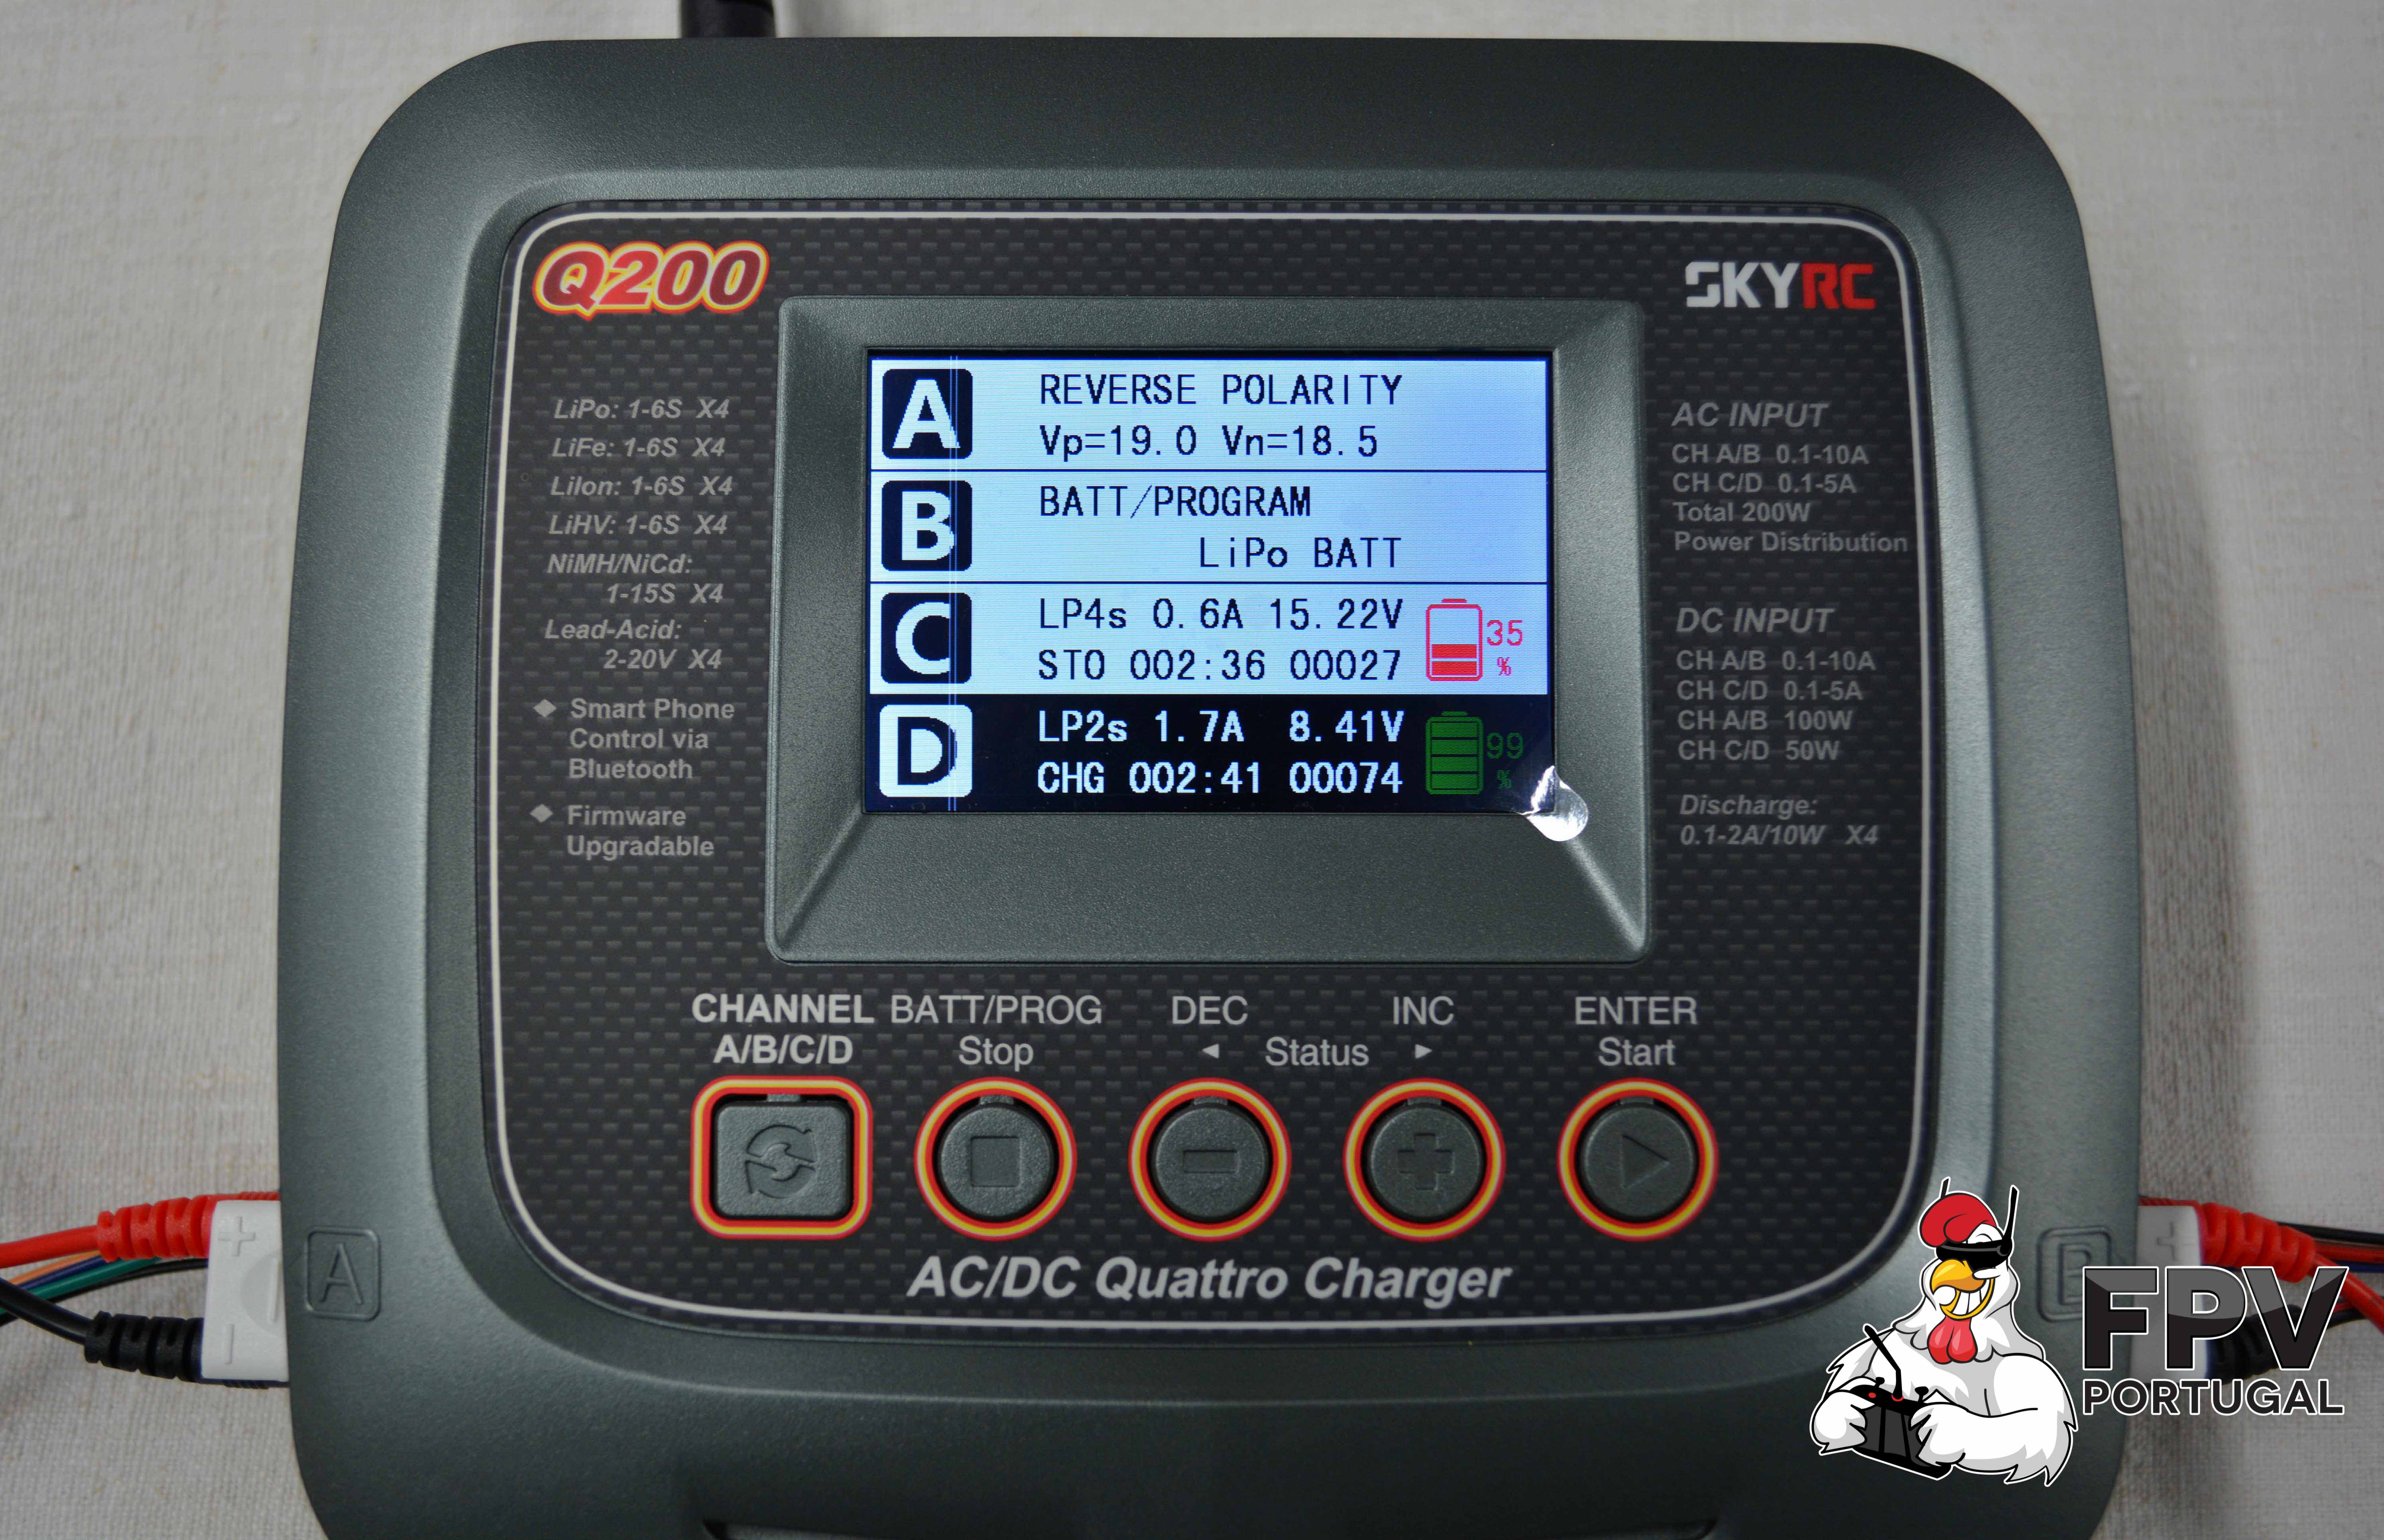 Q200
SKYRC
LiPo: 1-6S X4
LiFe: 1-6S X4
LiIon: 1-6S X4
LiHV: 1-6S X4
NiMH/NiCd:
1-15S X4
Lead-Acid:
2-20V X4
Smart Phone
Control via
Bluetooth
Firmware
Upgradable
A
REVERSE POLARITY
Vp=19.0 Vn=18.5
B
BATT/PROGRAM
LiPo BATT
C
LP4s 0.6A 15.22V
STO 002:36 00027
35
%
D
LP2s 1.7A 8.41V
CHG 002:41 00074
99
%
AC INPUT
CH A/B 0.1-10A
CH C/D 0.1-5A
Total 200W
Power Distribution
DC INPUT
CH A/B 0.1-10A
CH C/D 0.1-5A
CH A/B 100W
CH C/D 50W
Discharge:
0.1-2A/10W X4
CHANNEL BATT/PROG DEC INC ENTER
A/B/C/D Stop ◄ Status ► Start
AC/DC Quattro Charger
+
−
A
B
FPV
PORTUGAL